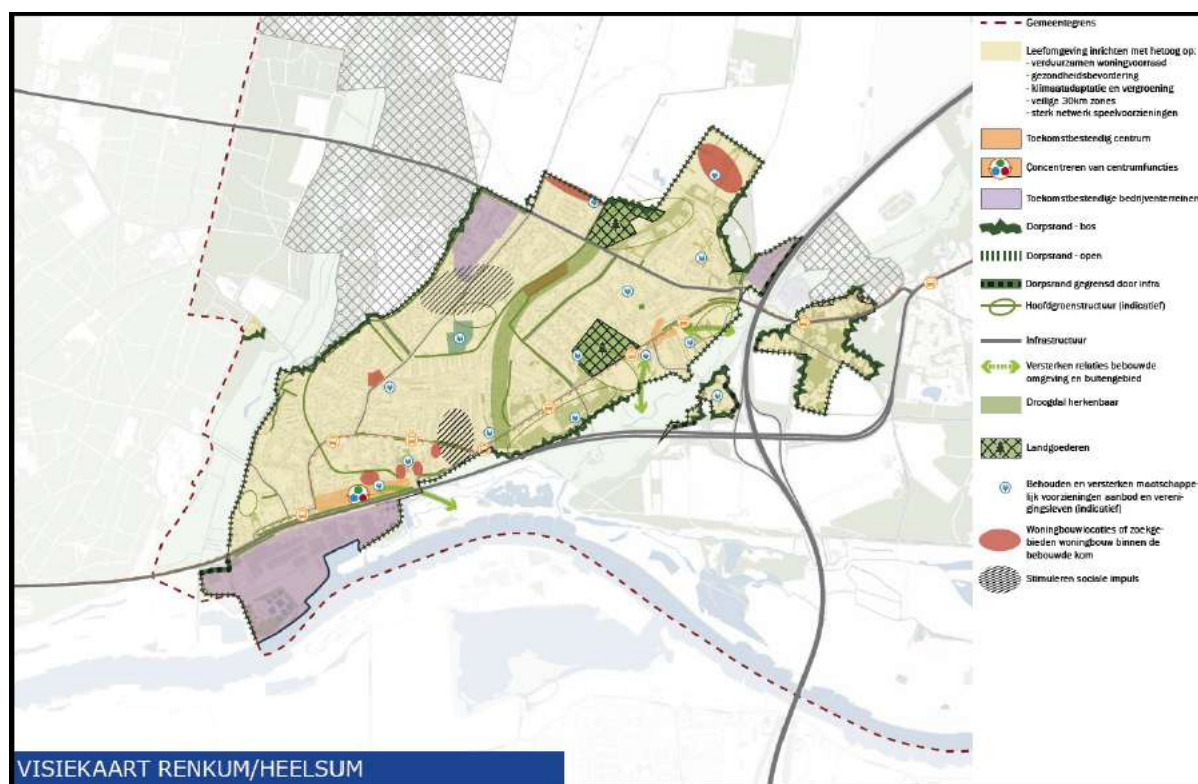 Gemeentegrens
Leefomgeving inrichten met hetoog op:
- verduurzamen woningvoorraad
- gezondheidsbevordering
- klimaatadaptatie en vergroening
- veilige 30km zones
- sterk netwerk speelvoorzieningen
Toekomstbestendig centrum
Concentreren van centrumfuncties
Toekomstbestendige bedrijventerreinen
Dorpsrand - bos
Dorpsrand - open
Dorpsrand gegrensd door infra
Hoofdgroenstructuur (indicatief)
Infrastructuur
Versterken relaties bebouwde
omgeving en buitengebied
Droogdal herkenbaar
Landgoederen
Behouden en versterken maatschappe-
lijk voorzieningen aanbod en vereni-
gingsleven (indicatief)
Woningbouwlocaties of zoekge-
bieden woningbouw binnen de
bebouwde kom
Stimuleren sociale impuls
VISIEKAART RENKUM/HEELSUM